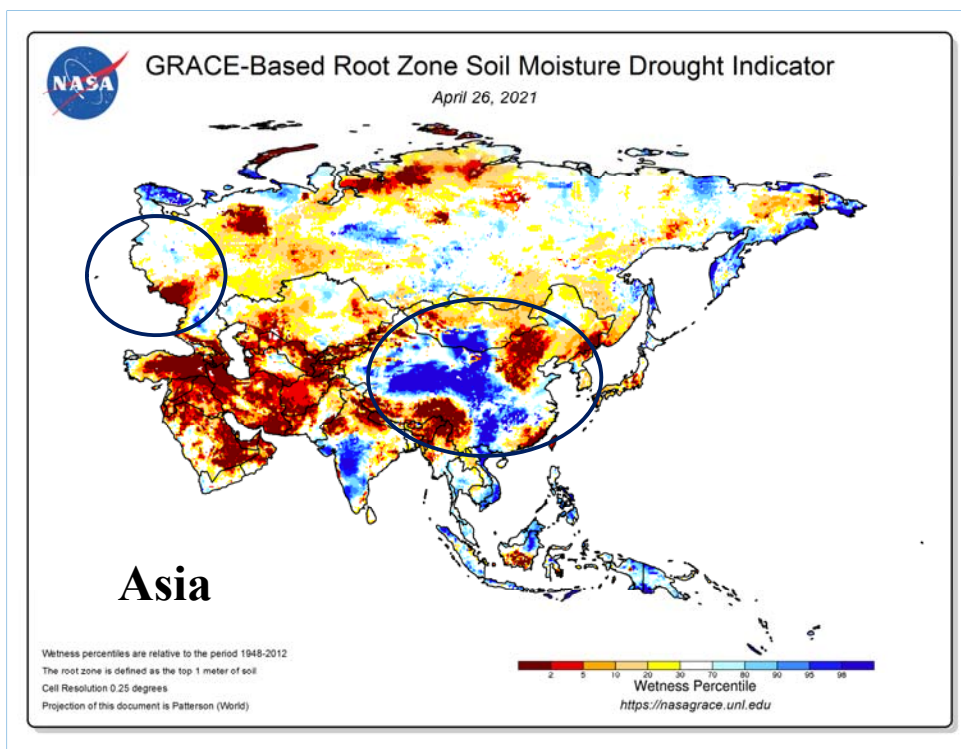 NASA
GRACE-Based Root Zone Soil Moisture Drought Indicator
April 26, 2021
Asia
Wetness percentiles are relative to the period 1948-2012
The root zone is defined as the top 1 meter of soil
Cell Resolution 0.25 degrees
Projection of this document is Patterson (World)
2 5 10 20 30 70 80 90 95 98
Wetness Percentile
https://nasagrace.unl.edu